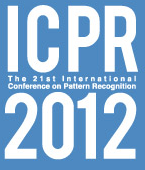 ICPR
The 21st International
Conference on Pattern Recognition
2012